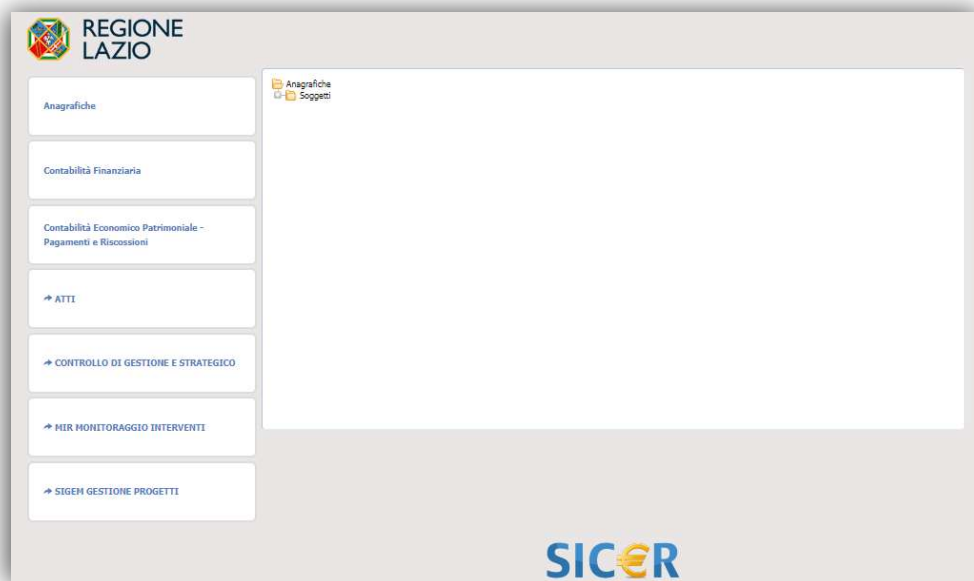 REGIONE
LAZIO
Anagrafiche
Contabilità Finanziaria
Contabilità Economico Patrimoniale -
Pagamenti e Riscossioni
ATTI
CONTROLLO DI GESTIONE E STRATEGICO
MIR MONITORAGGIO INTERVENTI
SIGEM GESTIONE PROGETTI
Anagrafiche
Soggetti
SIC€R